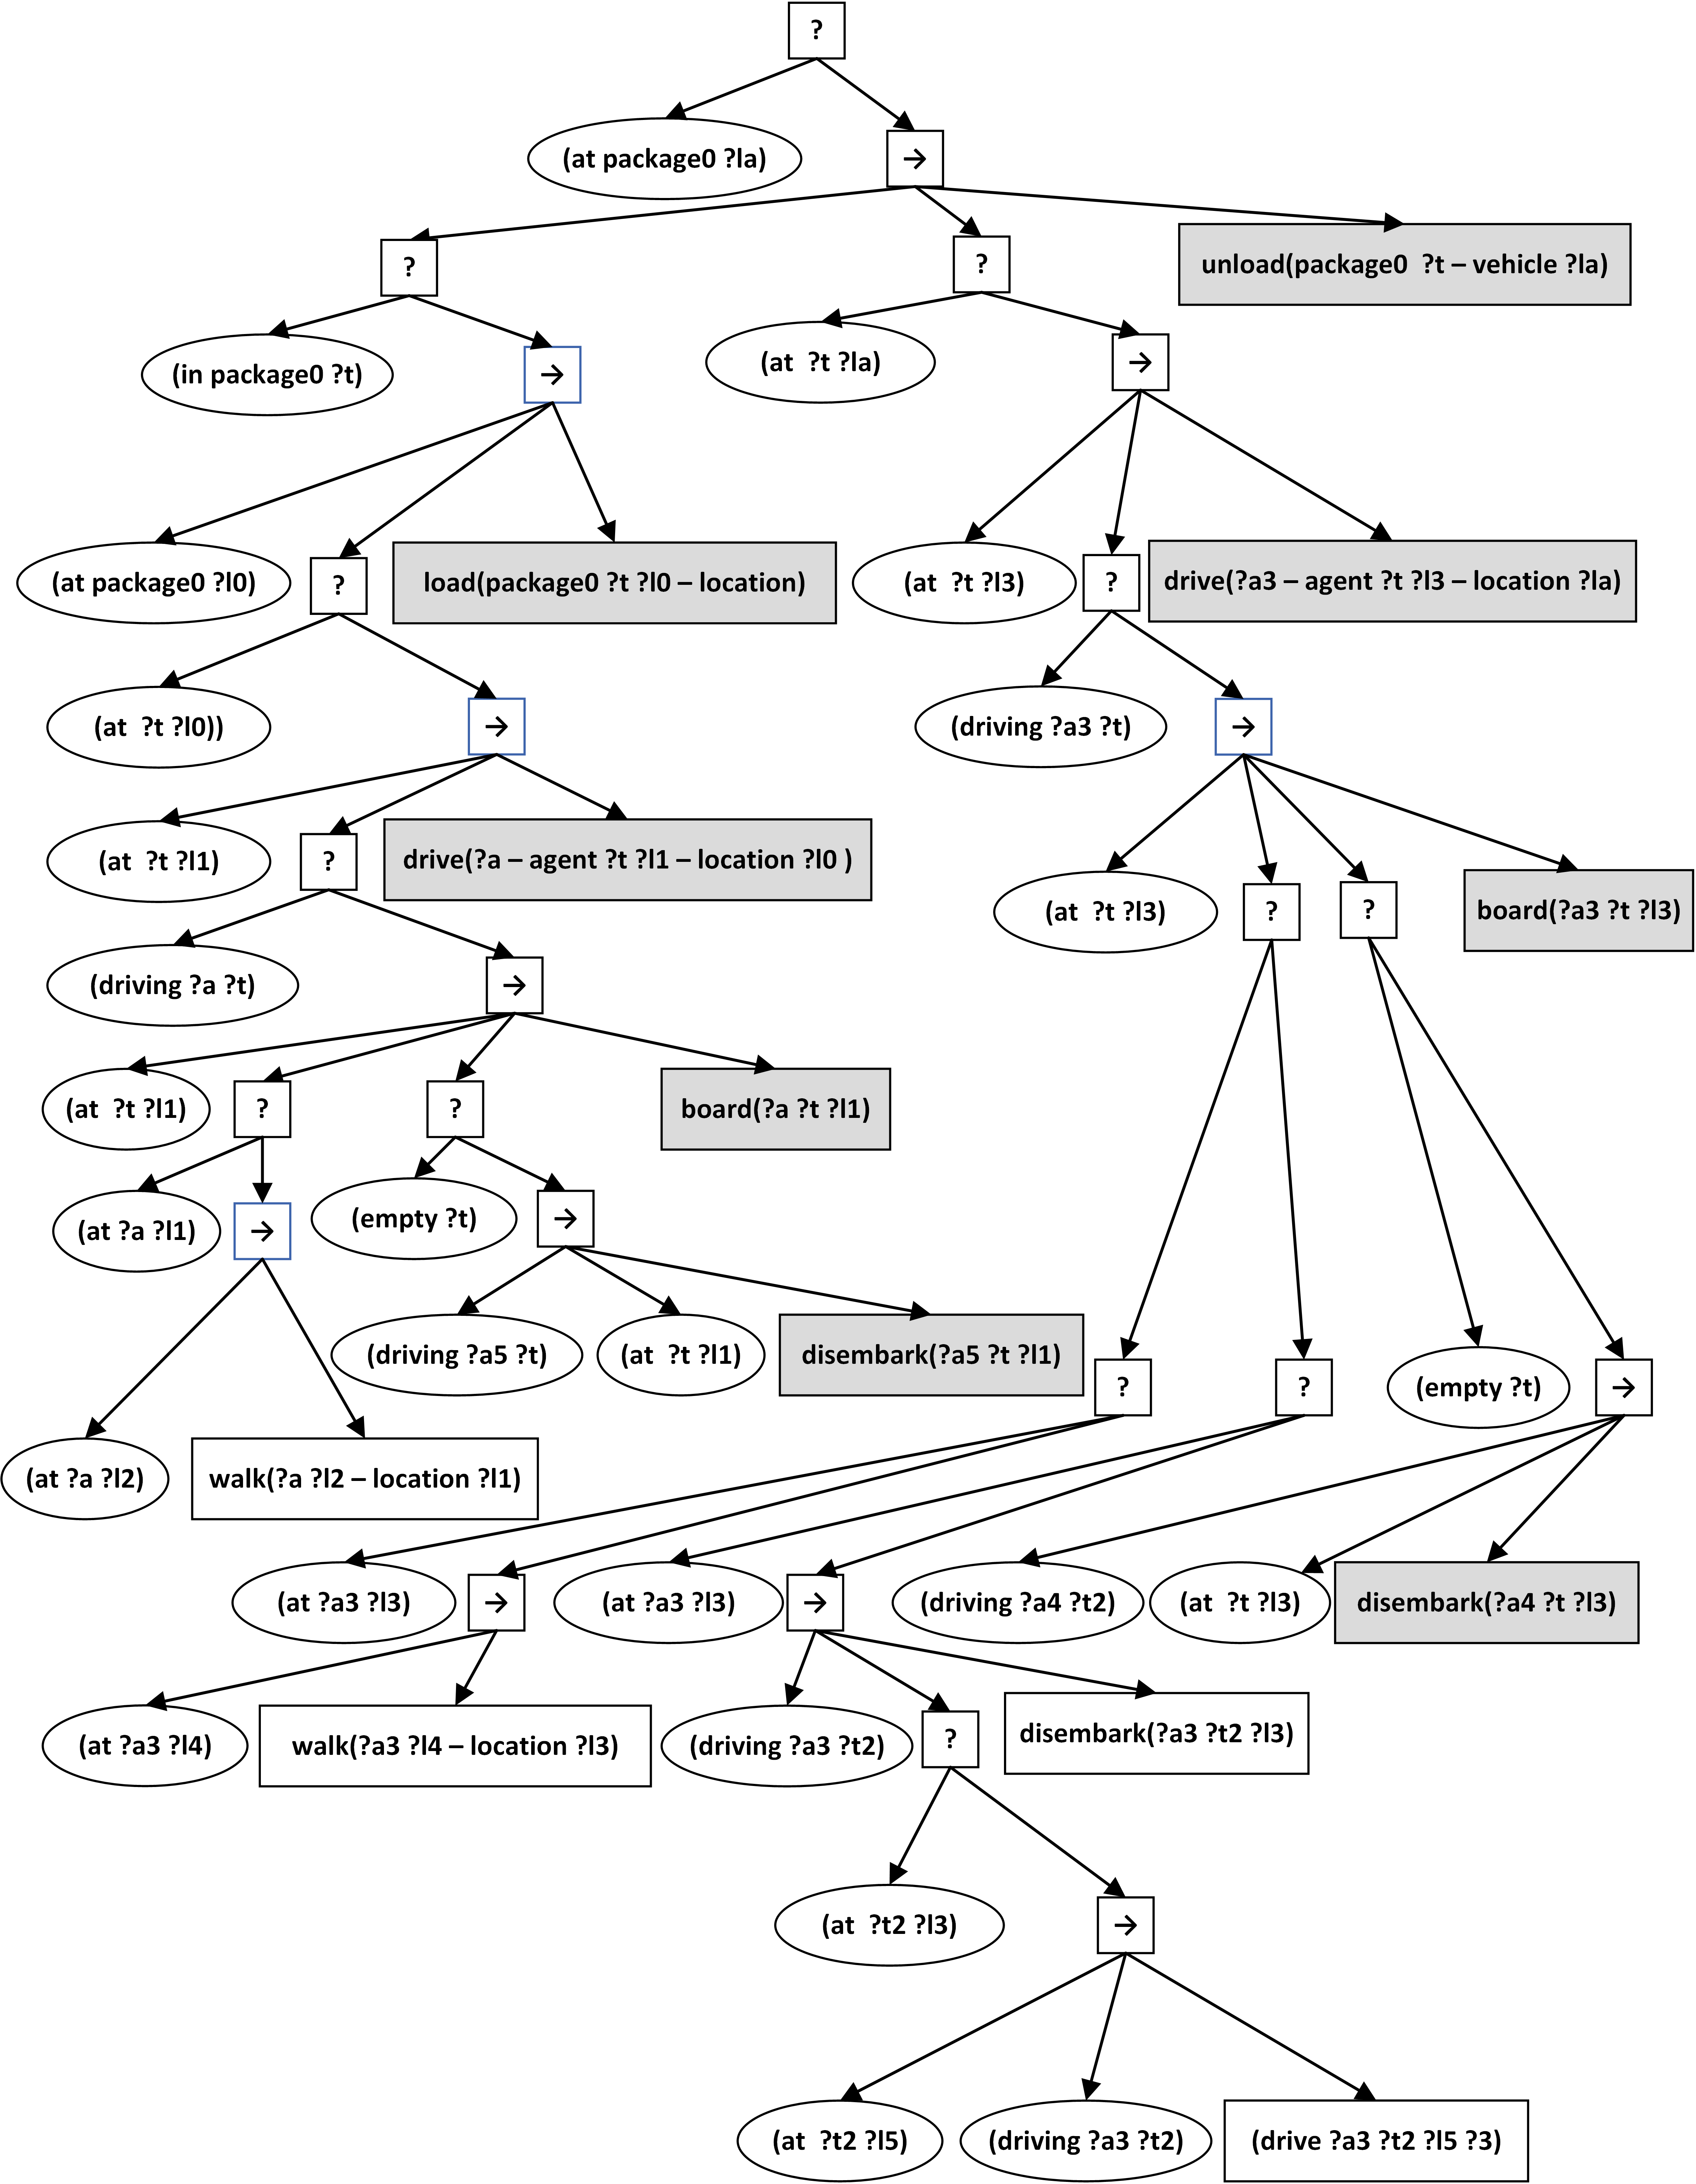 ?
(at package0 ?la)
→
?
?
unload(package0 ?t – vehicle ?la)
(in package0 ?t)
→
(at ?t ?la)
→
(at package0 ?l0)
?
load(package0 ?t ?l0 – location)
(at ?t ?l3)
?
drive(?a3 – agent ?t ?l3 – location ?la)
(at ?t ?l0))
→
(driving ?a3 ?t)
→
(at ?t ?l1)
?
drive(?a – agent ?t ?l1 – location ?l0 )
(at ?t ?l3)
?
?
board(?a3 ?t ?l3)
(driving ?a ?t)
→
(at ?t ?l1)
?
?
board(?a ?t ?l1)
(at ?a ?l1)
→
(empty ?t)
→
(driving ?a5 ?t)
(at ?t ?l1)
disembark(?a5 ?t ?l1)
?
?
(empty ?t)
→
(at ?a ?l2)
walk(?a ?l2 – location ?l1)
(at ?a3 ?l3)
→
(at ?a3 ?l3)
→
(driving ?a4 ?t2)
(at ?t ?l3)
disembark(?a4 ?t ?l3)
(at ?a3 ?l4)
walk(?a3 ?l4 – location ?l3)
(driving ?a3 ?t2)
?
disembark(?a3 ?t2 ?l3)
(at ?t2 ?l3)
→
(at ?t2 ?l5)
(driving ?a3 ?t2)
(drive ?a3 ?t2 ?l5 ?3)